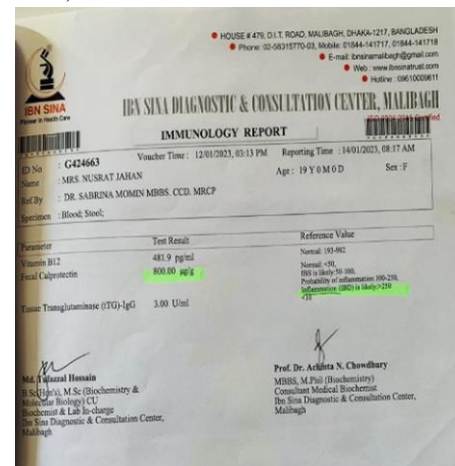 HOUSE # 479, D.I.T. ROAD, MALIBAGH, DHAKA-1217, BANGLADESH
Phone: 02-58315770-03, Mobile: 01844-141717, 01844-141718
E-mail: ibnsinamalibagh@gmail.com
Web : www.ibnsinatrust.com
Hotline : 09610009611
IBN SINA
Pioneer in Health Care
IBN SINA DIAGNOSTIC & CONSULTATION CENTER, MALIBAGH
IMMUNOLOGY REPORT
ID No : G424663 Voucher Time : 12/01/2023, 03:13 PM Reporting Time : 14/01/2023, 08:17 AM
Name : MRS. NUSRAT JAHAN Age : 19 Y 0 M 0 D Sex : F
Ref By : DR. SABRINA MOMIN MBBS. CCD. MRCP
Specimen : Blood; Stool;
Parameter Test Result Reference Value
Vitamin B12 481.9 pg/ml Normal: 193-982
Fecal Calprotectin 800.00 µg/g Normal: <50,
IBS is likely: 50-100,
Probability of inflammation 100-250,
Inflammation (IBD) is likely:>250
Tissue Transglutaminase (tTG)-IgG 3.00 U/ml <10
Md. Tofazzal Hossain
B.Sc(Hon's), M.Sc (Biochemistry &
Molecular Biology) CU
Biochemist & Lab In-charge
Ibn Sina Diagnostic & Consultation Center,
Malibagh
Prof. Dr. Achinta N. Chowdhury
MBBS, M.Phil (Biochemistry)
Consultant Medical Biochemist
Ibn Sina Diagnostic & Consultation Center,
Malibagh